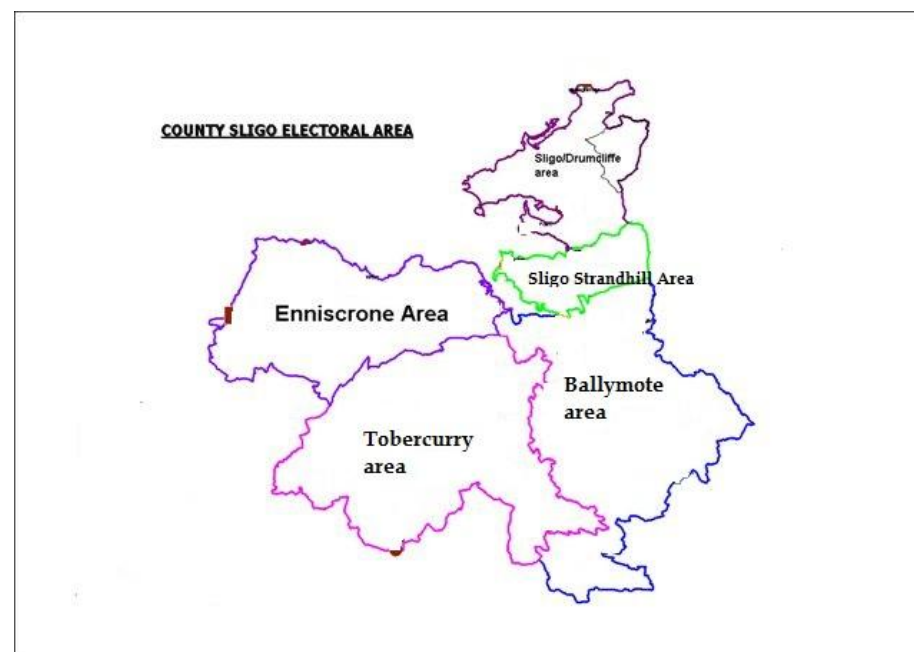 COUNTY SLIGO ELECTORAL AREA
Sligo/Drumcliffe
area
Sligo Strandhill Area
Enniscrone Area
Ballymote
area
Tobercurry
area